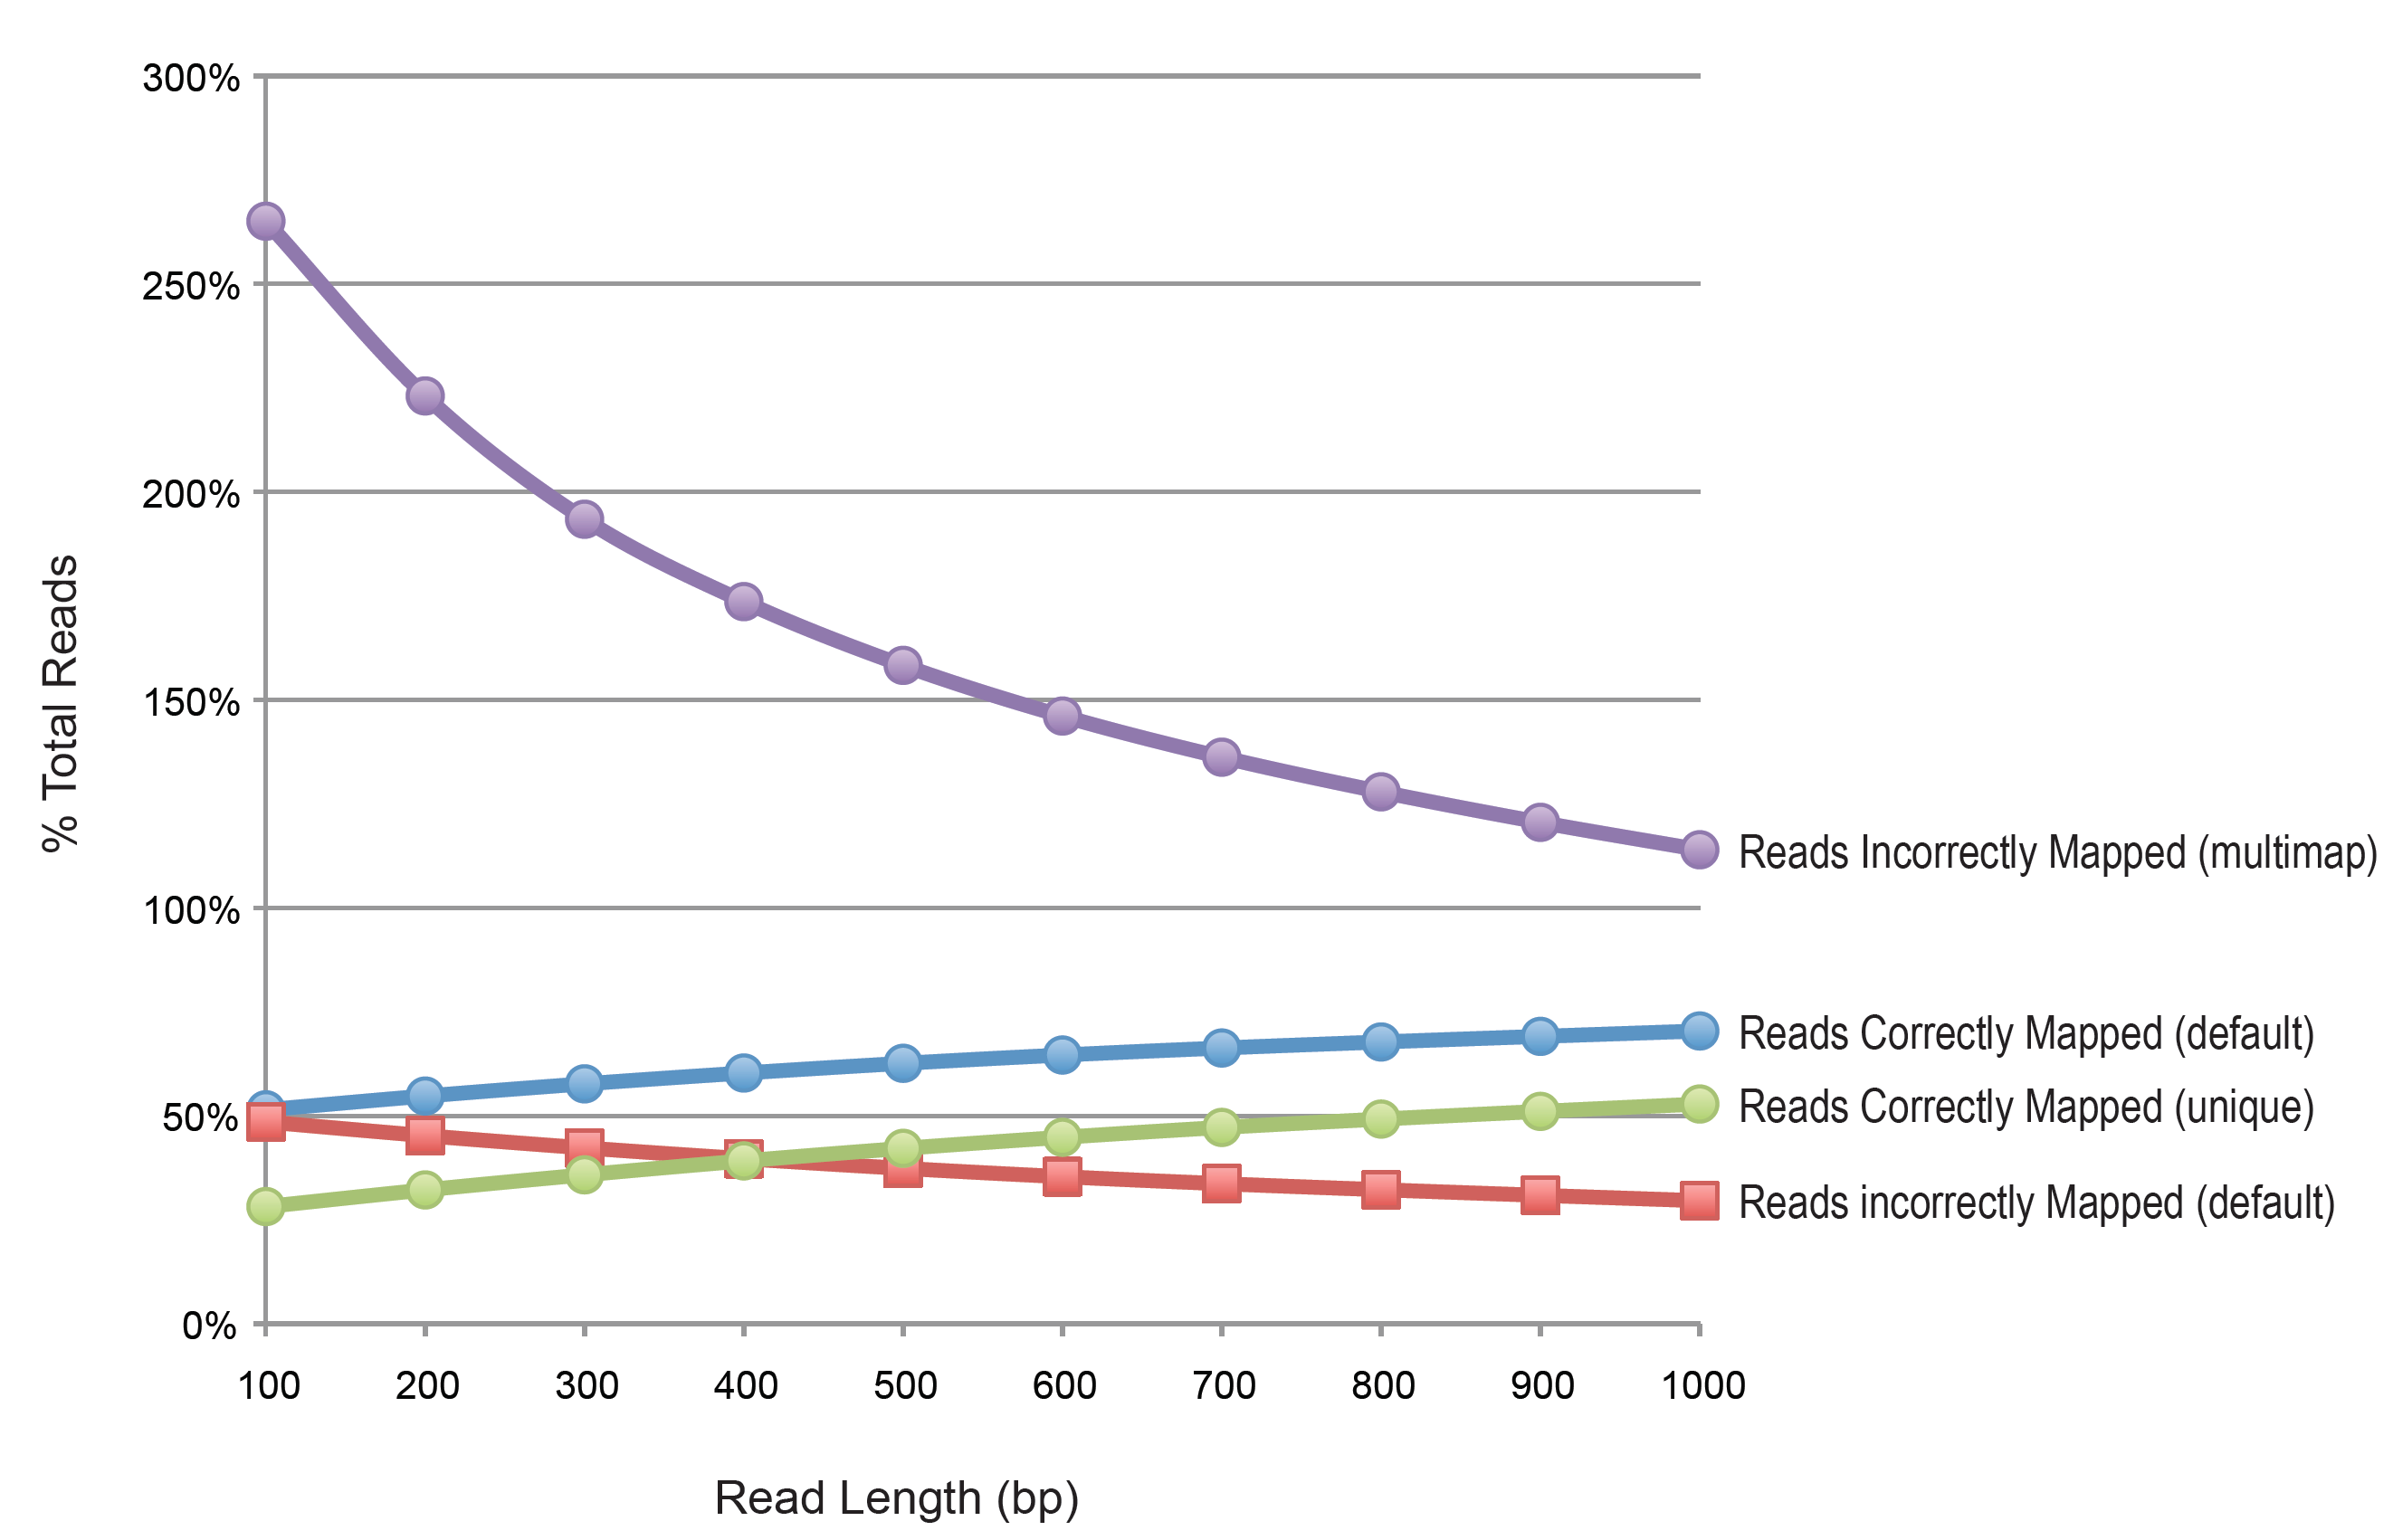 300%
250%
200%
150%
100%
50%
0%
% Total Reads
Reads Incorrectly Mapped (multimap)
Reads Correctly Mapped (default)
Reads Correctly Mapped (unique)
Reads incorrectly Mapped (default)
100 200 300 400 500 600 700 800 900 1000
Read Length (bp)